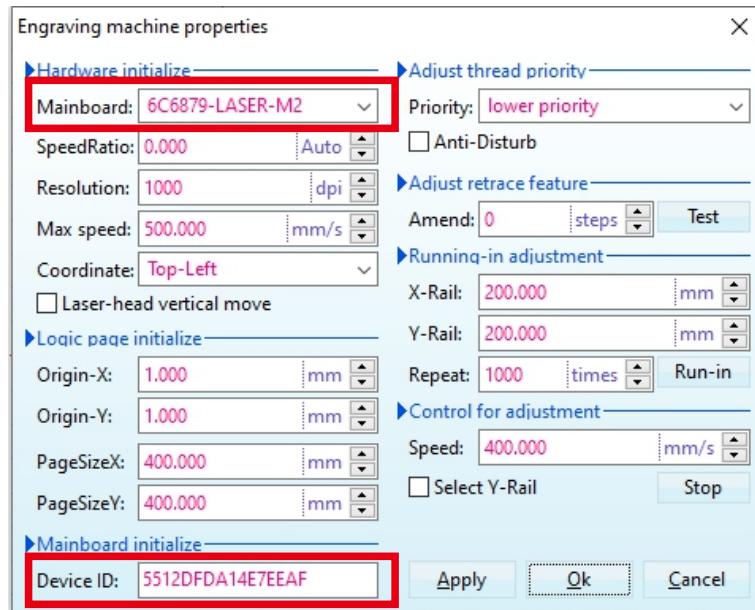 Engraving machine properties
Hardware initialize
Mainboard: 6C6879-LASER-M2
SpeedRatio: 0.000 Auto
Resolution: 1000 dpi
Max speed: 500.000 mm/s
Coordinate: Top-Left
Laser-head vertical move
Logic page initialize
Origin-X: 1.000 mm
Origin-Y: 1.000 mm
PageSizeX: 400.000 mm
PageSizeY: 400.000 mm
Mainboard initialize
Device ID: 5512DFDA14E7EEAF
Adjust thread priority
Priority: lower priority
Anti-Disturb
Adjust retrace feature
Amend: 0 steps Test
Running-in adjustment
X-Rail: 200.000 mm
Y-Rail: 200.000 mm
Repeat: 1000 times Run-in
Control for adjustment
Speed: 400.000 mm/s
Select Y-Rail Stop
Apply Ok Cancel